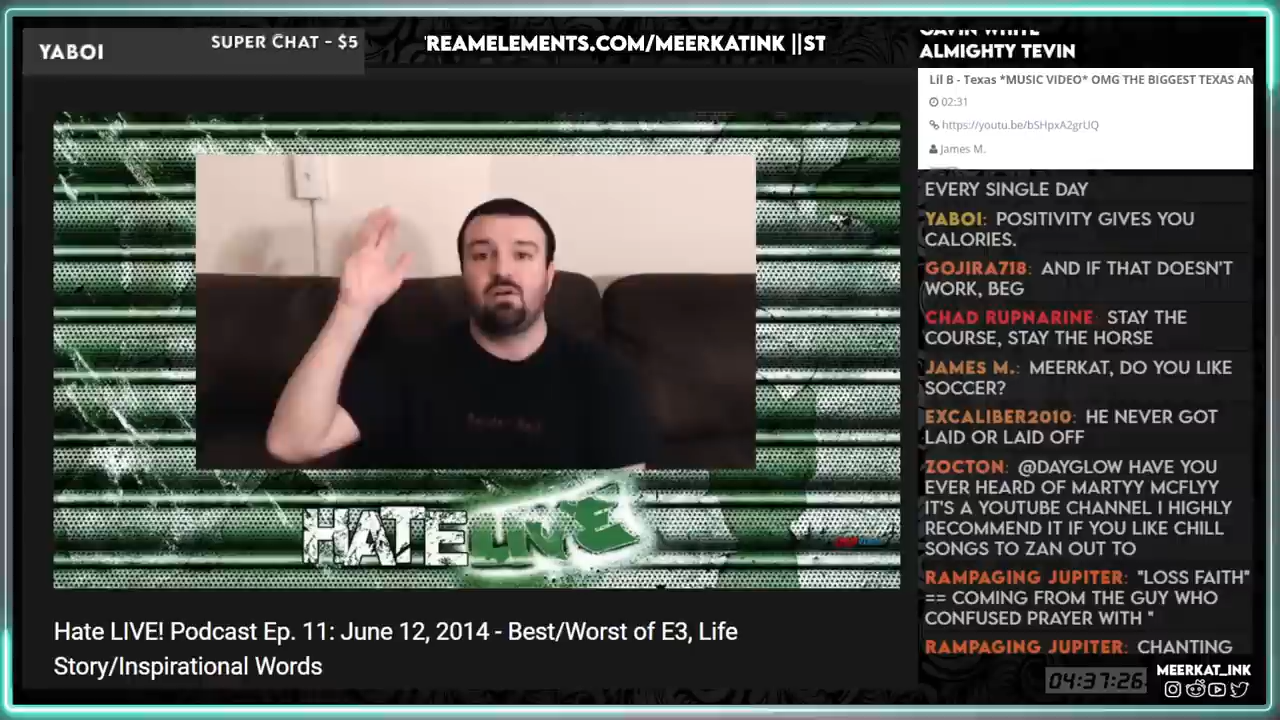 YABOI
SUPER CHAT - $5
REAMELEMENTS.COM/MEERKATINK ||ST
GAVIN WHITE
ALMIGHTY TEVIN
Lil B - Texas *MUSIC VIDEO* OMG THE BIGGEST TEXAS AN
02:31
https://youtu.be/bSHpxA2grUQ
James M.
EVERY SINGLE DAY
YABOI: POSITIVITY GIVES YOU
CALORIES.
GOJIRA718: AND IF THAT DOESN'T
WORK, BEG
CHAD RUPNARINE STAY THE
COURSE, STAY THE HORSE
JAMES M.: MEERKAT, DO YOU LIKE
SOCCER?
EXCALIBER2010: HE NEVER GOT
LAID OR LAID OFF
ZOCTON: @DAYGLOW HAVE YOU
EVER HEARD OF MARTYY MCFLYY
IT'S A YOUTUBE CHANNEL I HIGHLY
RECOMMEND IT IF YOU LIKE CHILL
SONGS TO ZAN OUT TO
RAMPAGING JUPITER: "LOSS FAITH"
== COMING FROM THE GUY WHO
CONFUSED PRAYER WITH "
RAMPAGING JUPITER: CHANTING
HATE LIVE
Hate LIVE! Podcast Ep. 11: June 12, 2014 - Best/Worst of E3, Life
Story/Inspirational Words
04:37:26
MEERKAT_INK